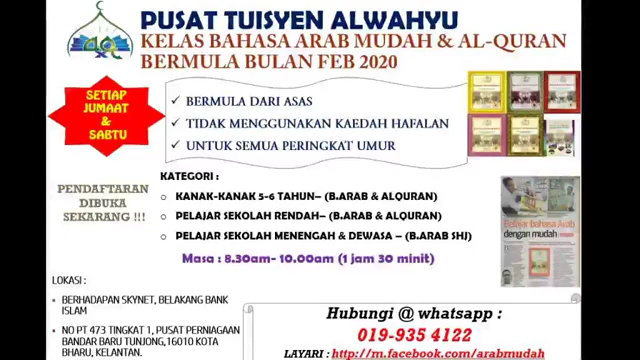 PUSAT TUISYEN ALWAHYU
KELAS BAHASA ARAB MUDAH & AL-QURAN
BERMULA BULAN FEB 2020
SETIAP
JUMAAT
&
SABTU
✓ BERMULA DARI ASAS
✓ TIDAK MENGGUNAKAN KAEDAH HAFALAN
✓ UNTUK SEMUA PERINGKAT UMUR
PENDAFTARAN
DIBUKA
SEKARANG !!!
KATEGORI :
o KANAK-KANAK 5-6 TAHUN– (B.ARAB & ALQURAN)
o PELAJAR SEKOLAH RENDAH– (B.ARAB & ALQURAN)
o PELAJAR SEKOLAH MENENGAH & DEWASA – (B.ARAB SHJ)
Masa : 8.30am- 10.00am (1 jam 30 minit)
Belajar bahasa Arab
dengan mudah
LOKASI :
• BERHADAPAN SKYNET, BELAKANG BANK
ISLAM
• NO PT 473 TINGKAT 1, PUSAT PERNIAGAAN
BANDAR BARU TUNJONG,16010 KOTA
BHARU, KELANTAN.
Hubungi @ whatsapp :
019-935 4122
LAYARI : http://m.facebook.com/arabmudah